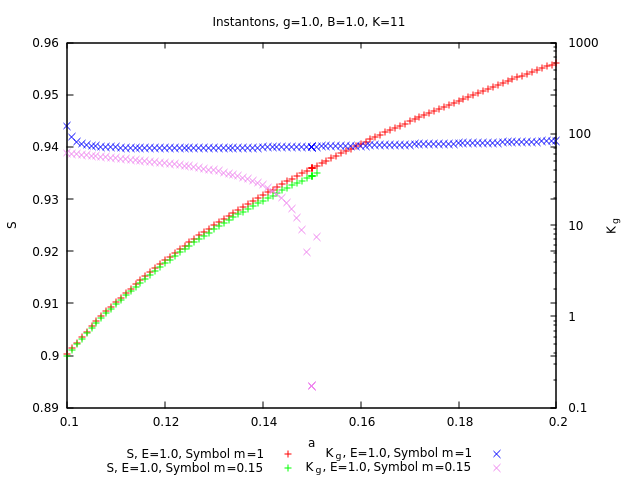 Instantons, g=1.0, B=1.0, K=11
0.96 1000
0.95
0.94 100
0.93
S 10 K g
0.92
0.91 1
0.9
0.89 0.1
0.1 0.12 0.14 0.16 0.18 0.2
a
S, E=1.0, Symbol m=1 K g, E=1.0, Symbol m=1
S, E=1.0, Symbol m=0.15 K g, E=1.0, Symbol m=0.15